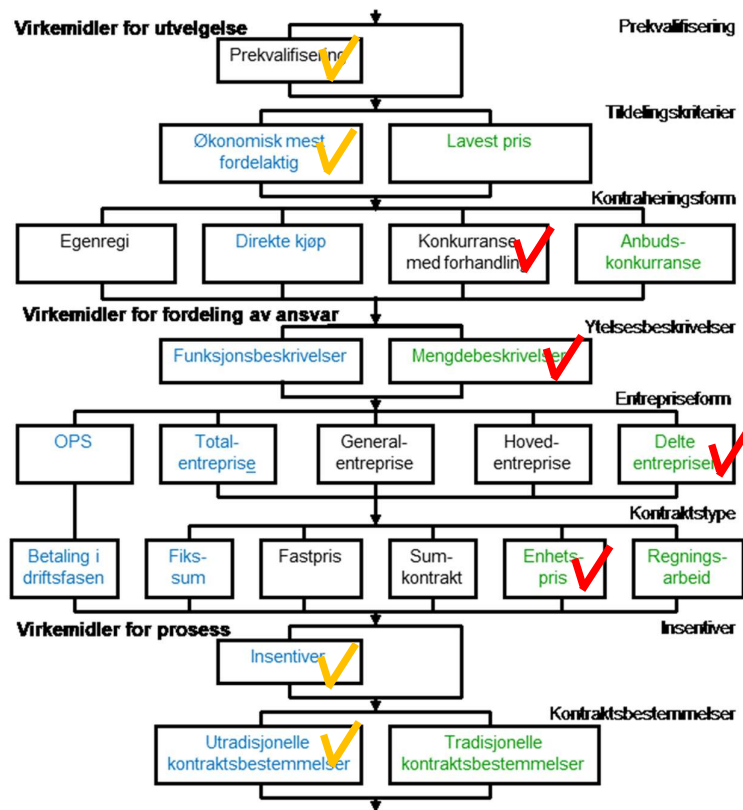 Virkemidler for utvelgelse
Prekvalifisering
Prekvalifisering
Tildelingskriterier
Økonomisk mest
fordelaktig
Lavest pris
Kontraheringsform
Egenregi
Direkte kjøp
Konkurranse
med forhandling
Anbuds-
konkurranse
Virkemidler for fordeling av ansvar
Ytelsesbeskrivelser
Funksjonsbeskrivelser
Mengdebeskrivelser
Entrepriseform
OPS
Total-
entreprise
General-
entreprise
Hoved-
entreprise
Delte
entrepriser
Kontraktstype
Betaling i
driftsfasen
Fiks-
sum
Fastpris
Sum-
kontrakt
Enhets-
pris
Regnings-
arbeid
Virkemidler for prosess
Insentiver
Insentiver
Kontraktsbestemmelser
Utradisjonelle
kontraktsbestemmelser
Tradisjonelle
kontraktsbestemmelser